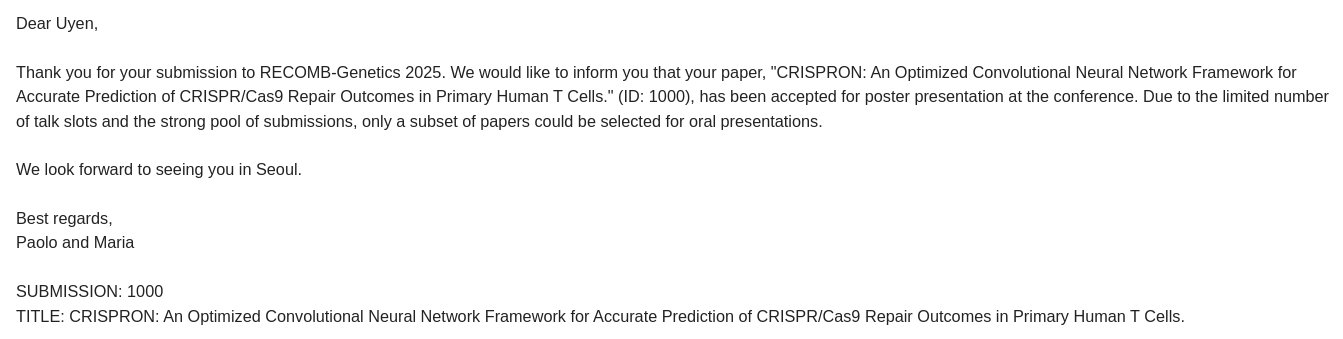 Dear Uyen,
Thank you for your submission to RECOMB-Genetics 2025. We would like to inform you that your paper, "CRISPRON: An Optimized Convolutional Neural Network Framework for
Accurate Prediction of CRISPR/Cas9 Repair Outcomes in Primary Human T Cells." (ID: 1000), has been accepted for poster presentation at the conference. Due to the limited number
of talk slots and the strong pool of submissions, only a subset of papers could be selected for oral presentations.
We look forward to seeing you in Seoul.
Best regards,
Paolo and Maria
SUBMISSION: 1000
TITLE: CRISPRON: An Optimized Convolutional Neural Network Framework for Accurate Prediction of CRISPR/Cas9 Repair Outcomes in Primary Human T Cells.